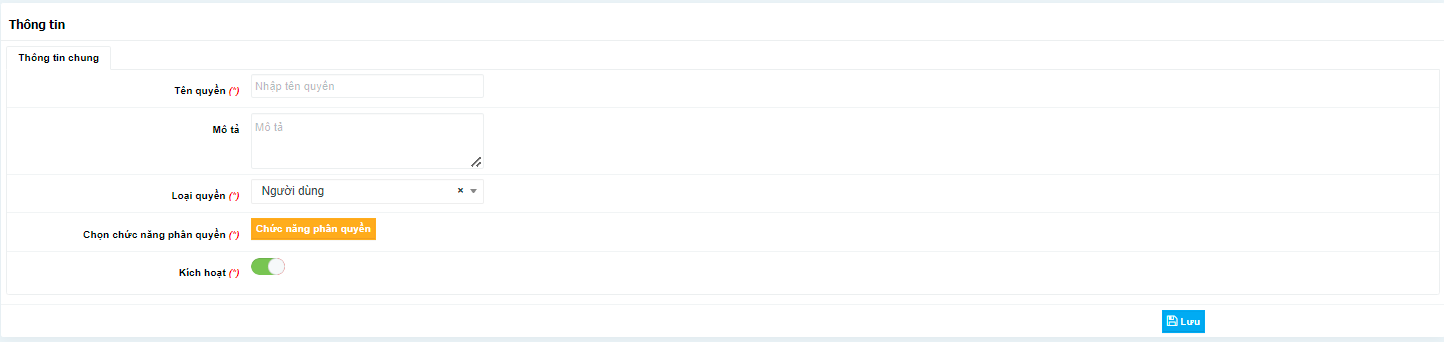 Thông tin
Thông tin chung
Tên quyền (*)
Nhập tên quyền
Mô tả
Mô tả
Loại quyền (*)
Người dùng × 
Chọn chức năng phân quyền (*)
Chức năng phân quyền
Kích hoạt (*)
Lưu